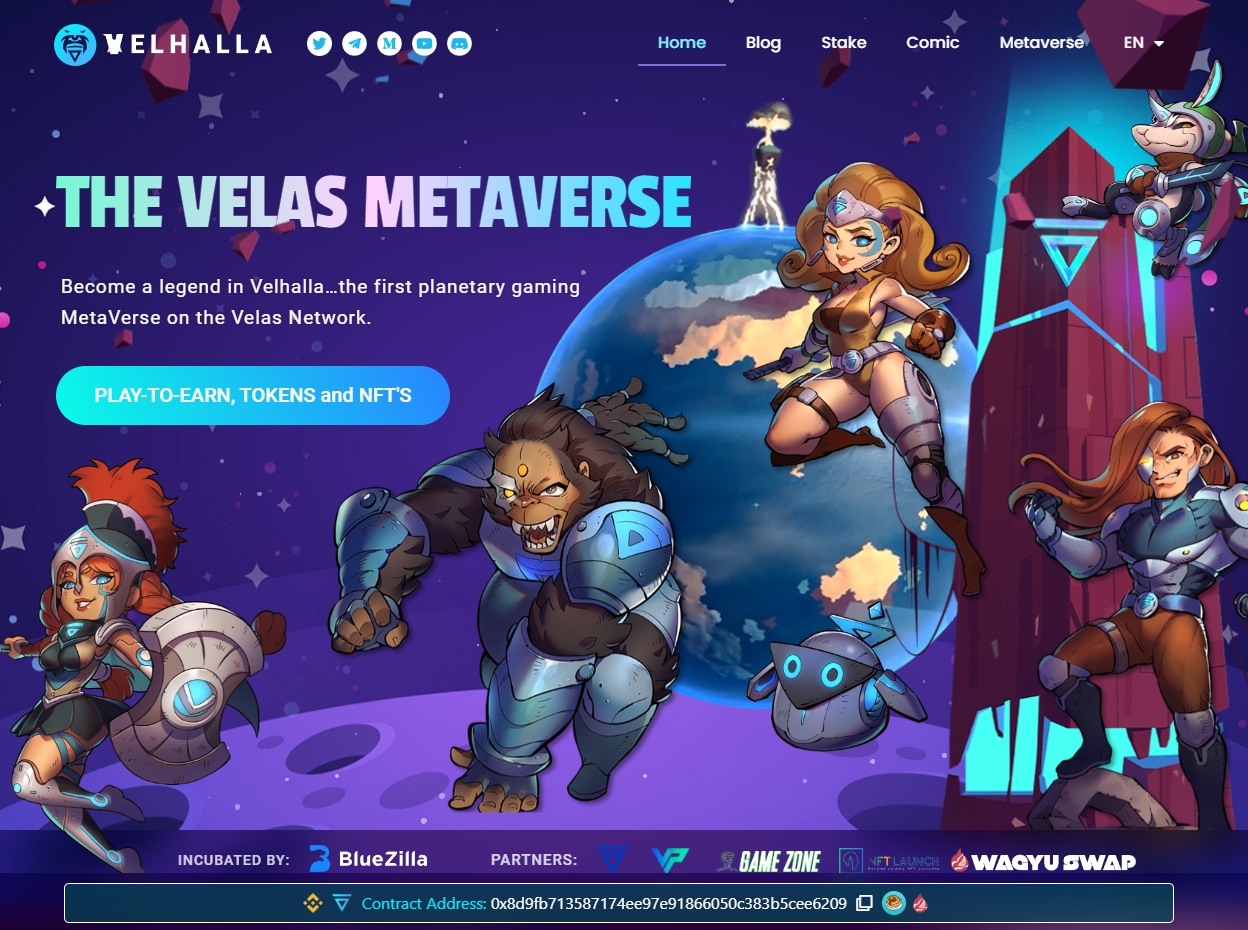 VELHALLA
Home
Blog
Stake
Comic
Metaverse
EN
THE VELAS METAVERSE
Become a legend in Velhalla…the first planetary gaming
MetaVerse on the Velas Network.
PLAY-TO-EARN, TOKENS and NFT'S
INCUBATED BY:
BlueZilla
PARTNERS:
VP
GAME ZONE
NFT LAUNCH
WAGYU SWAP
Contract Address: 0x8d9fb713587174ee97e91866050c383b5cee6209